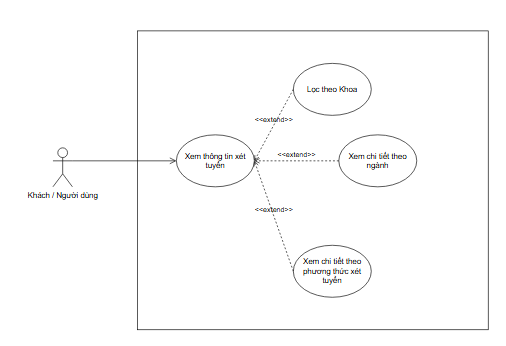 Lọc theo Khoa
<<extend>>
Xem thông tin xét
tuyển
<<extend>>
Xem chi tiết theo
ngành
Khách / Người dùng
<<extend>>
Xem chi tiết theo
phương thức xét
tuyển